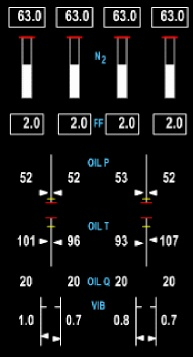 63.0 63.0 63.0 63.0
N2
2.0 2.0 FF 2.0 2.0
OIL P
52 52 53 52
OIL T
101 96 93 107
20 20 OIL Q 20 20
VIB
1.0 0.7 0.8 0.7